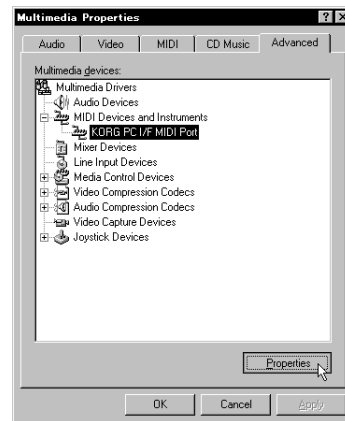 Multimedia Properties
Audio Video MIDI CD Music Advanced
Multimedia devices:
Multimedia Drivers
Audio Devices
MIDI Devices and Instruments
KORG PC I/F MIDI Port
Mixer Devices
Line Input Devices
Media Control Devices
Video Compression Codecs
Audio Compression Codecs
Video Capture Devices
Joystick Devices
Properties
OK Cancel Apply